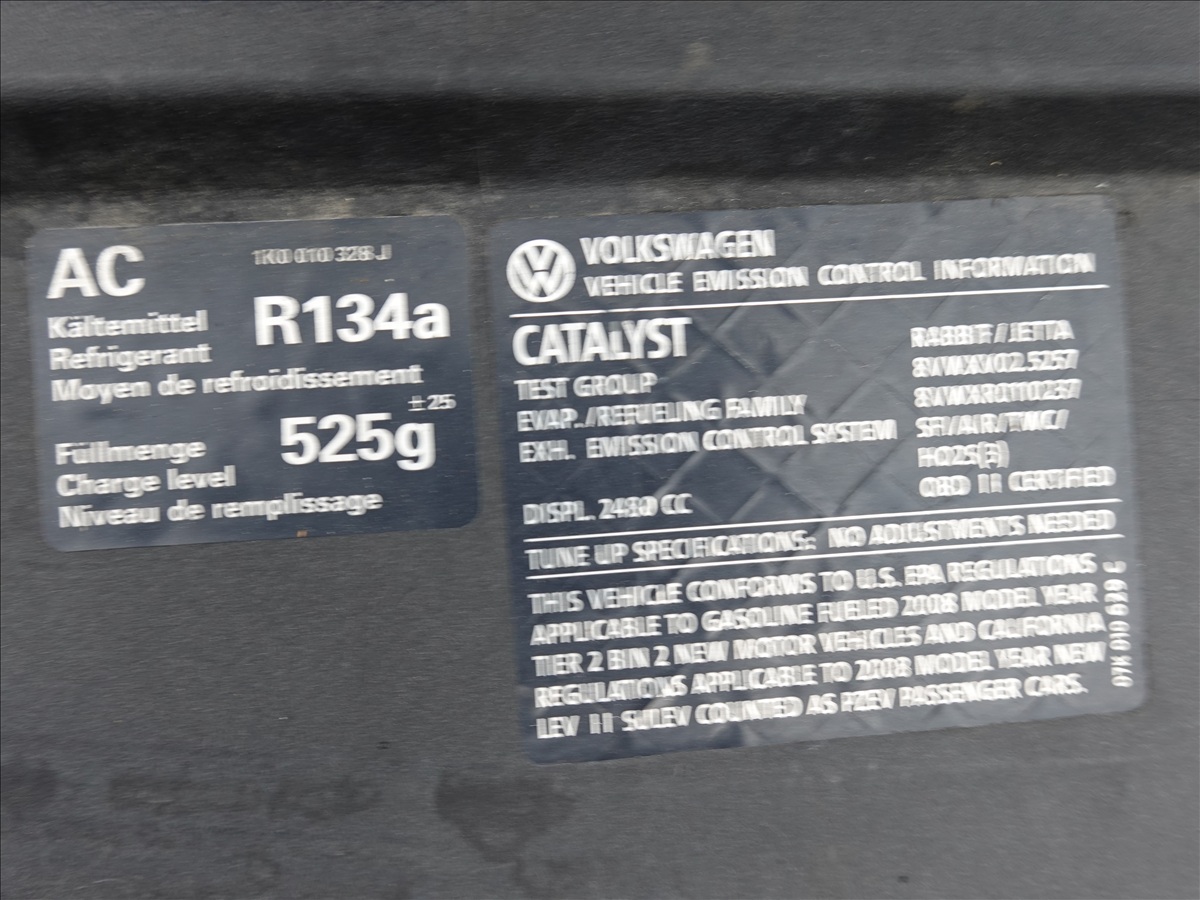 AC
1K0 010 328 J
Kältemittel
Refrigerant
R134a
Moyen de refroidissement
±25
Füllmenge
525g
Charge level
Niveau de remplissage
VOLKSWAGEN
VEHICLE EMISSION CONTROL INFORMATION
CATALYST
RABBIT/JETTA
TEST GROUP
8VWXV02.5257
EVAP./REFUELING FAMILY
8VWXR0110237
EXH. EMISSION CONTROL SYSTEM
SFI/AIR/TWC/
OBD II CERTIFIED
DISPL. 2480 CC
TUNE UP SPECIFICATIONS: NO ADJUSTMENTS NEEDED
THIS VEHICLE CONFORMS TO U.S. EPA REGULATIONS
APPLICABLE TO GASOLINE FUELED 2008 MODEL YEAR
TIER 2 BIN 2 NEW MOTOR VEHICLES AND CALIFORNIA
REGULATIONS APPLICABLE TO 2008 MODEL YEAR NEW
LEV II SULEV COUNTED AS PZEV PASSENGER CARS.